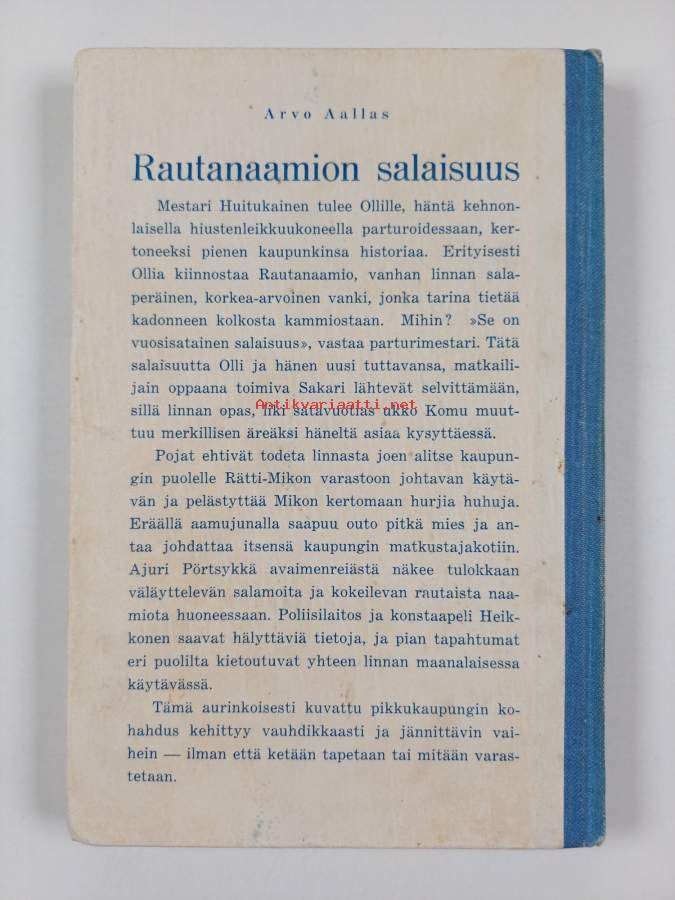 Arvo Aallas
Rautanaamion salaisuus
Mestari Huitukainen tulee Ollille, häntä kehnon-
laisella hiustenleikkuukoneella parturoidessaan, ker-
toneeksi pienen kaupunkinsa historiaa. Erityisesti
Ollia kiinnostaa Rautanaamio, vanhan linnan sala-
peräinen, korkea-arvoinen vanki, jonka tarina tietää
kadonneen kolkosta kammiostaan. Mihin? »Se on
vuosisatainen salaisuus», vastaa parturimestari. Tätä
salaisuutta Olli ja hänen uusi tuttavansa, matkaili-
jain oppaana toimiva Sakari lähtevät selvittämään,
sillä linnan opas, liki satavuotias ukko Komu muut-
Antikvariaatti.net
tuu merkillisen äreäksi häneltä asiaa kysyttäessä.
Pojat ehtivät todeta linnasta joen alitse kaupun-
gin puolelle Rätti-Mikon varastoon johtavan käytä-
vän ja pelästyttää Mikon kertomaan hurjia huhuja.
Eräällä aamujunalla saapuu outo pitkä mies ja an-
taa johdattaa itsensä kaupungin matkustajakotiin.
Ajuri Pörtsykkä avaimenreiästä näkee tulokkaan
väläyttelevän salamoita ja kokeilevan rautaista naa-
miota huoneessaan. Poliisilaitos ja konstaapeli Heik-
konen saavat hälyttäviä tietoja, ja pian tapahtumat
eri puolilta kietoutuvat yhteen linnan maanalaisessa
käytävässä.
Tämä aurinkoisesti kuvattu pikkukaupungin ko-
hahdus kehittyy vauhdikkaasti ja jännittävin vai-
hein — ilman että ketään tapetaan tai mitään varas-
tetaan.